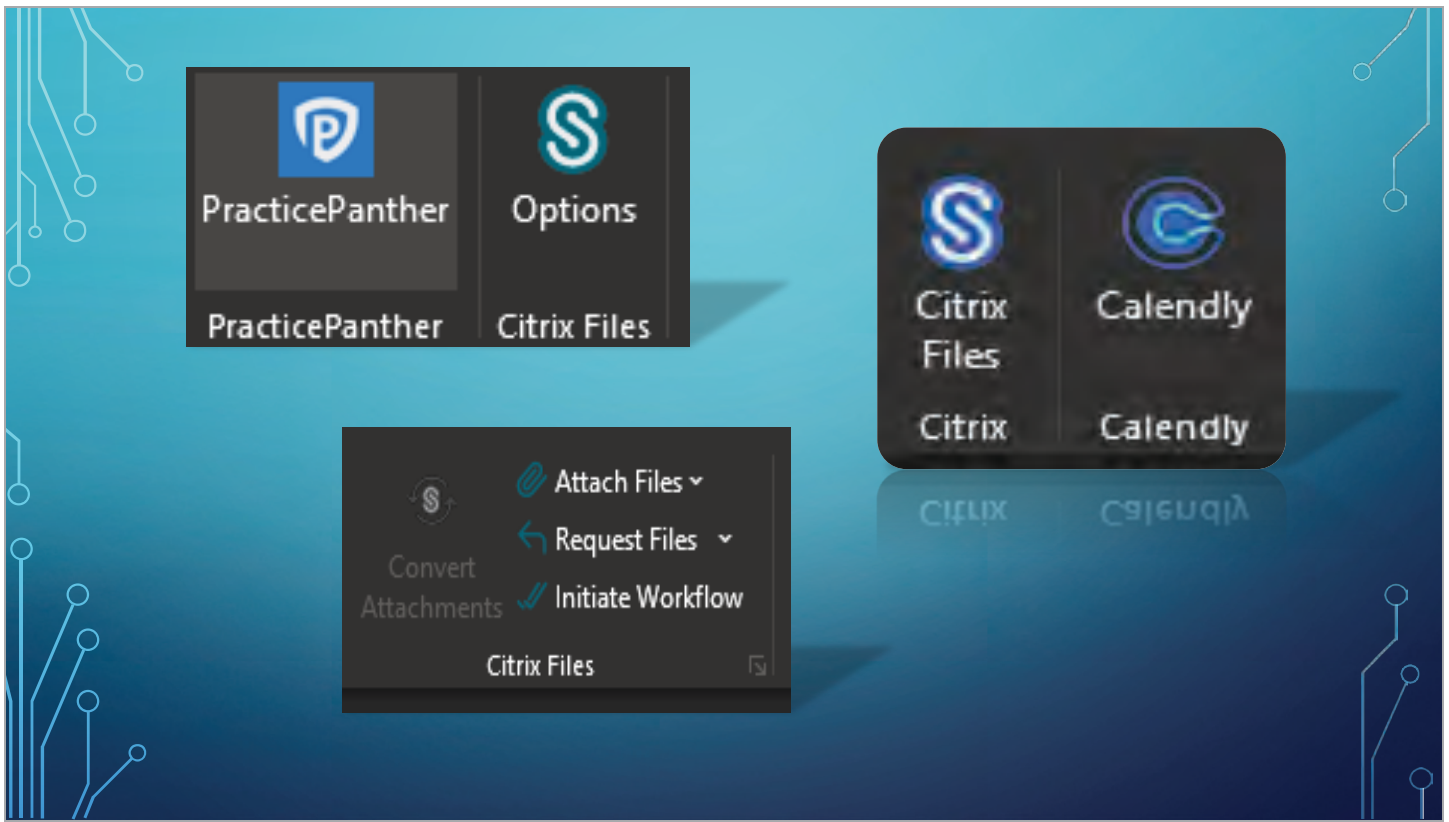 PracticePanther
Options
PracticePanther
Citrix Files
Citrix
Files
Calendly
Citrix
Calendly
Convert
Attachments
Attach Files
Request Files
Initiate Workflow
Citrix Files